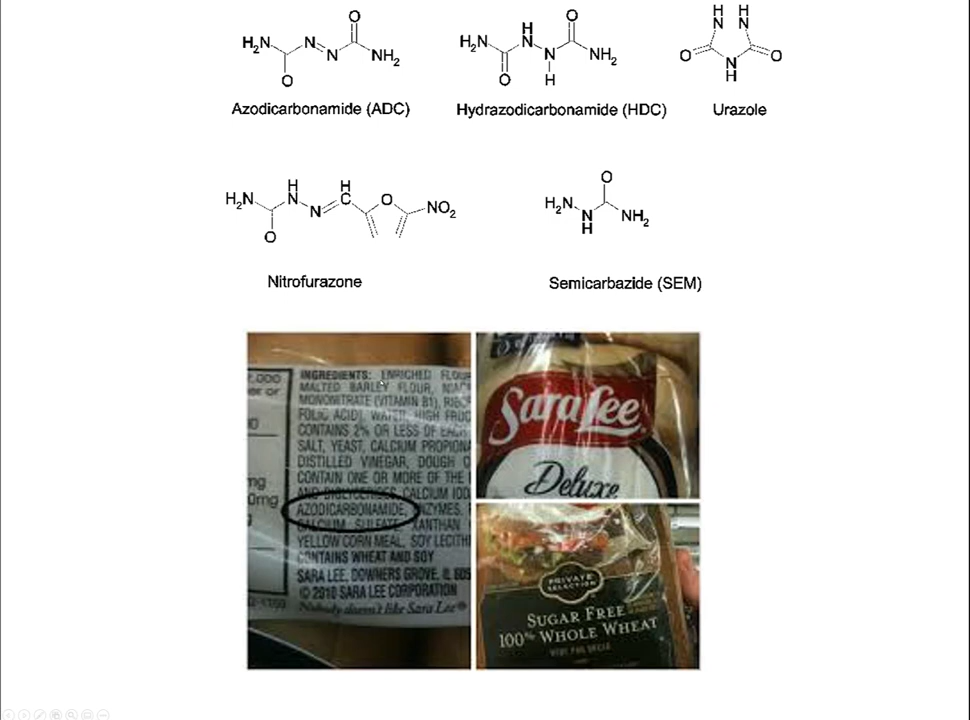 Azodicarbonamide (ADC)
Hydrazodicarbonamide (HDC)
Urazole
H₂N N N O NH₂ O
H₂N O H N N H O NH₂
H H N N O O N H
H₂N O H N N H C O NO₂
H₂N N H O NH₂
Nitrofurazone
Semicarbazide (SEM)
INGREDIENTS: ENRICHED
MALTED BARLEY FLOUR,
MONONITRATE (VITAMIN B1),
FOLIC ACID), WATER, HIGH
CONTAINS 2% OR LESS OF EACH
SALT, YEAST, CALCIUM
DISTILLED VINEGAR, DOUGH
CONTAIN ONE OR MORE OF THE
AND DIGLYCERIDES, CALCIUM
AZODICARBONAMIDE, ENZYMES,
CALCIUM SULFATE, XANTHAN
YELLOW CORN MEAL, SOY
CONTAINS WHEAT AND SOY
SARA LEE, DOWNERS GROVE, IL
© 2010 SARA LEE CORPORATION
Nobody doesn't like Sara Lee®
Sara Lee
Deluxe
PRIVATE
SELECTION
SUGAR FREE
100% WHOLE WHEAT